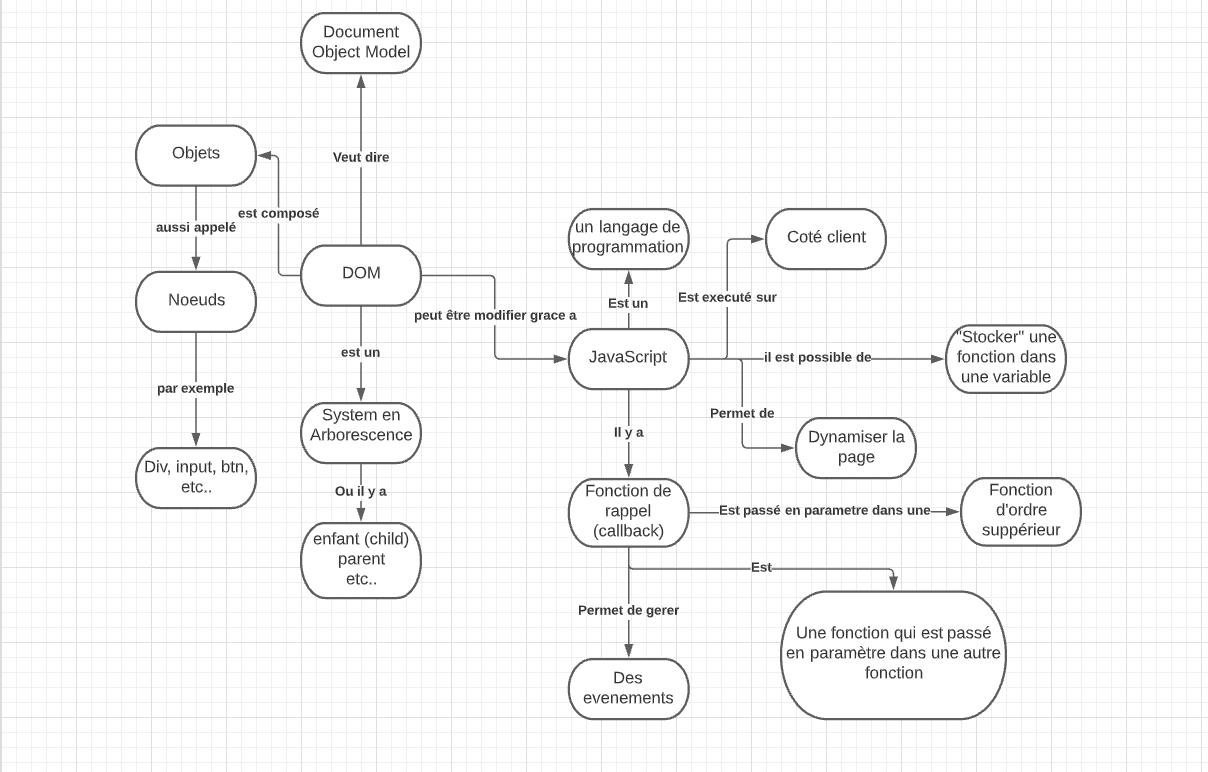 Document
Object Model
Veut dire
Objets
est composé
aussi appelé
DOM
Noeuds
par exemple
Div, input, btn,
etc..
est un
System en
Arborescence
Ou il y a
enfant (child)
parent
etc..
peut être modifier grace a
un langage de
programmation
Est un
JavaScript
Est executé sur
Coté client
il est possible de
"Stocker" une
fonction dans
une variable
Permet de
Dynamiser la
page
Il y a
Fonction de
rappel
(callback)
Est passé en parametre dans une
Fonction
d'ordre
suppérieur
Est
Une fonction qui est passé
en paramètre dans une autre
fonction
Permet de gerer
Des
evenements